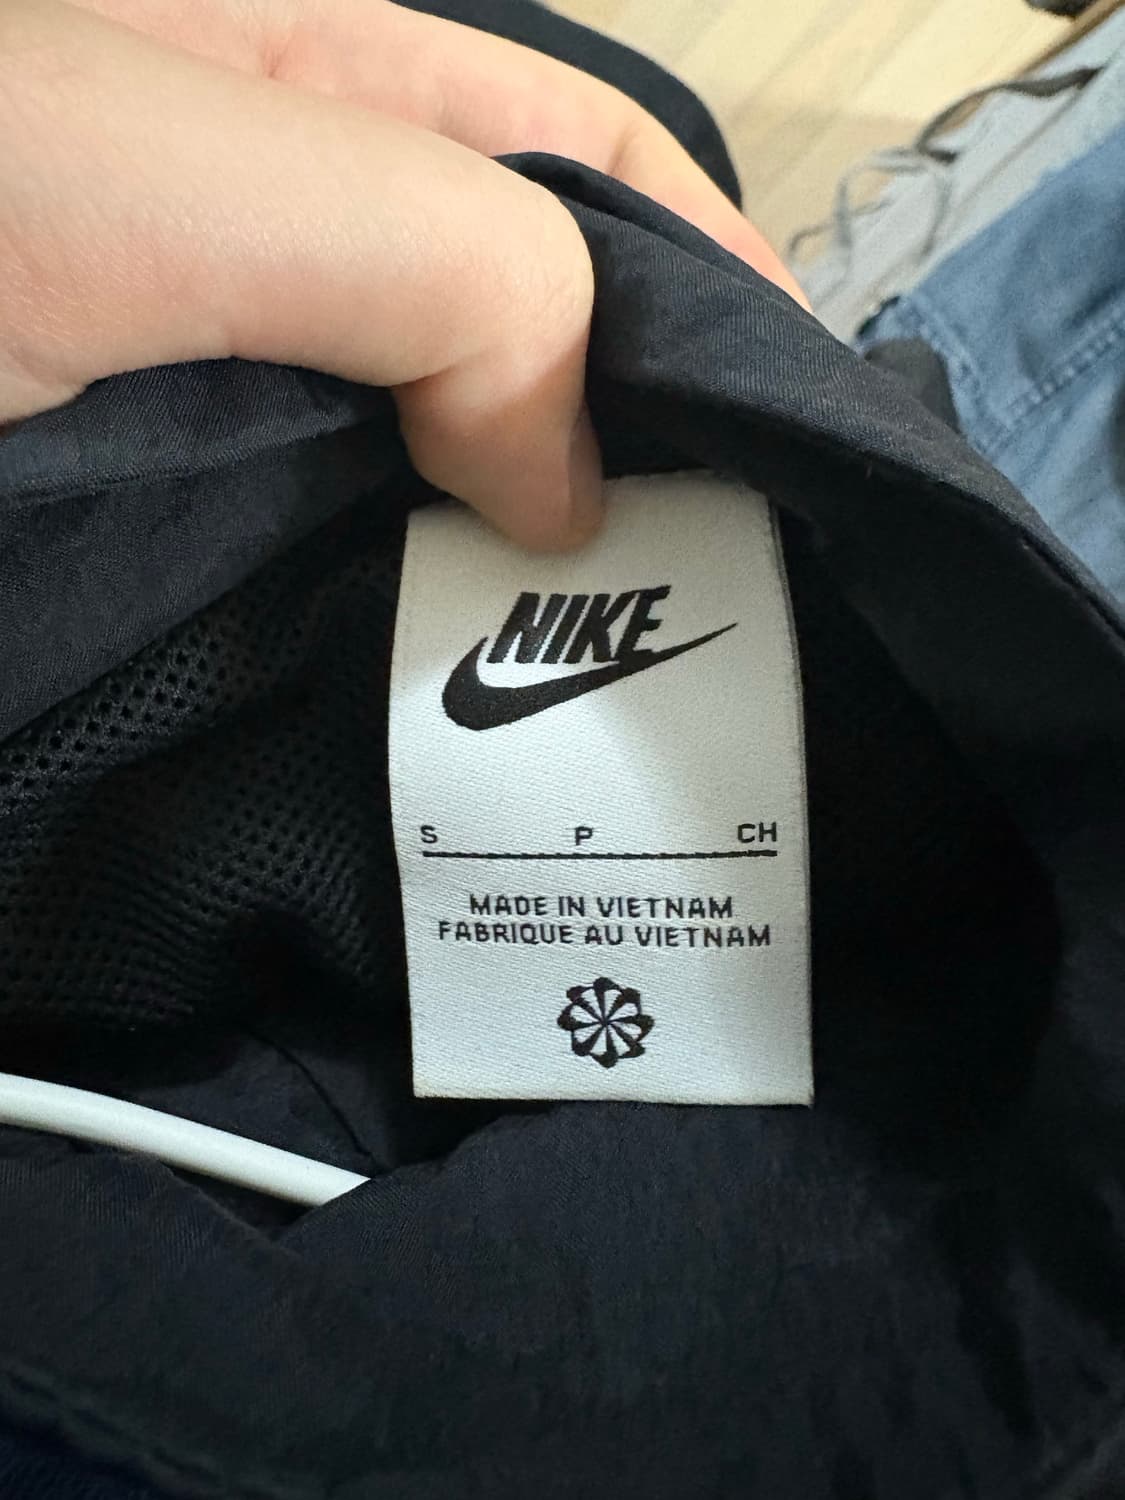 NIKE
S P CH
MADE IN VIETNAM
FABRIQUE AU VIETNAM